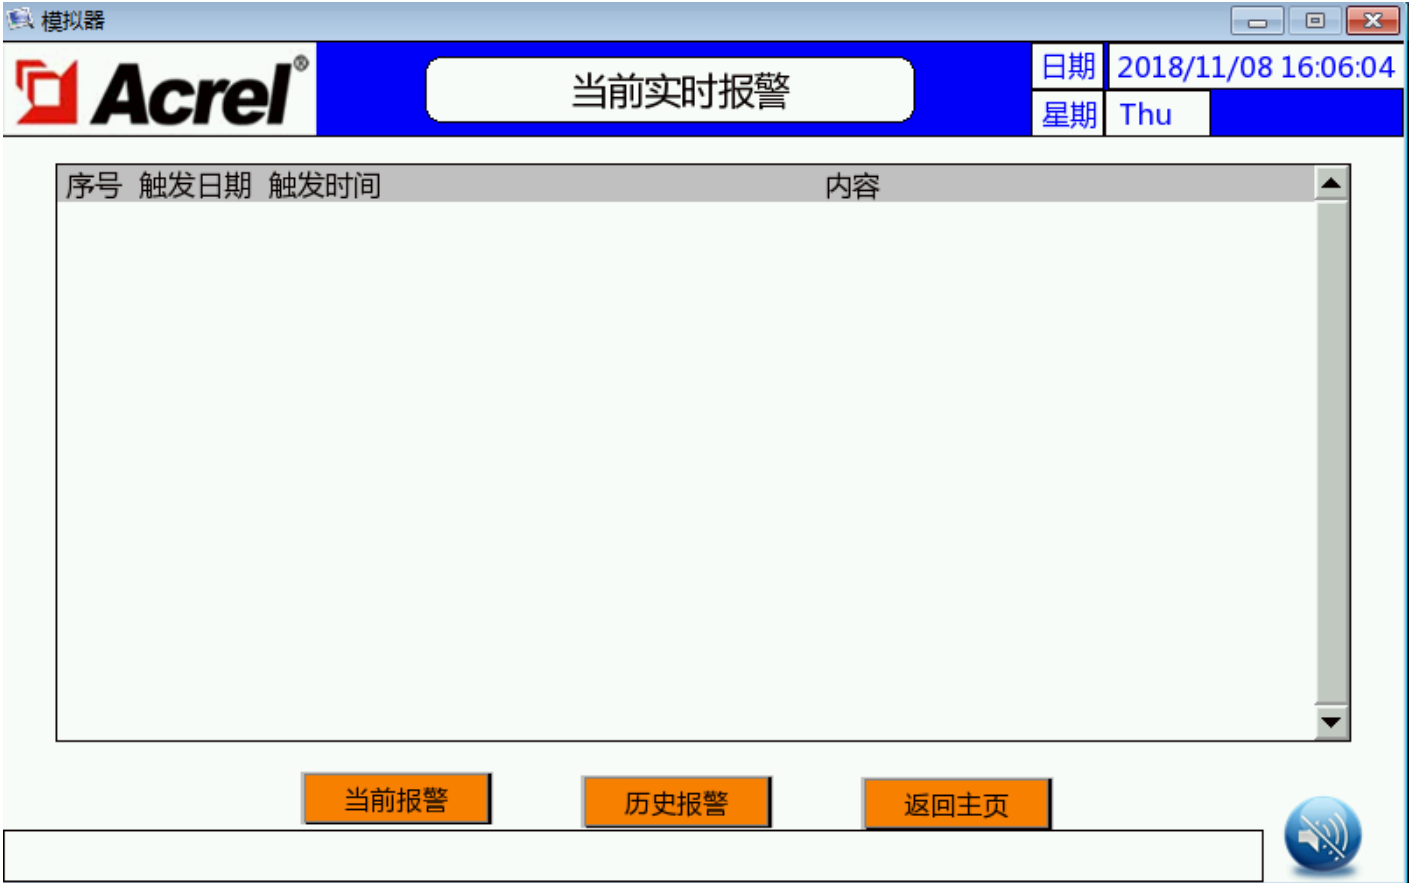 模拟器
Acrel®
当前实时报警
日期 2018/11/08 16:06:04
星期 Thu
序号 触发日期 触发时间 内容
当前报警 历史报警 返回主页